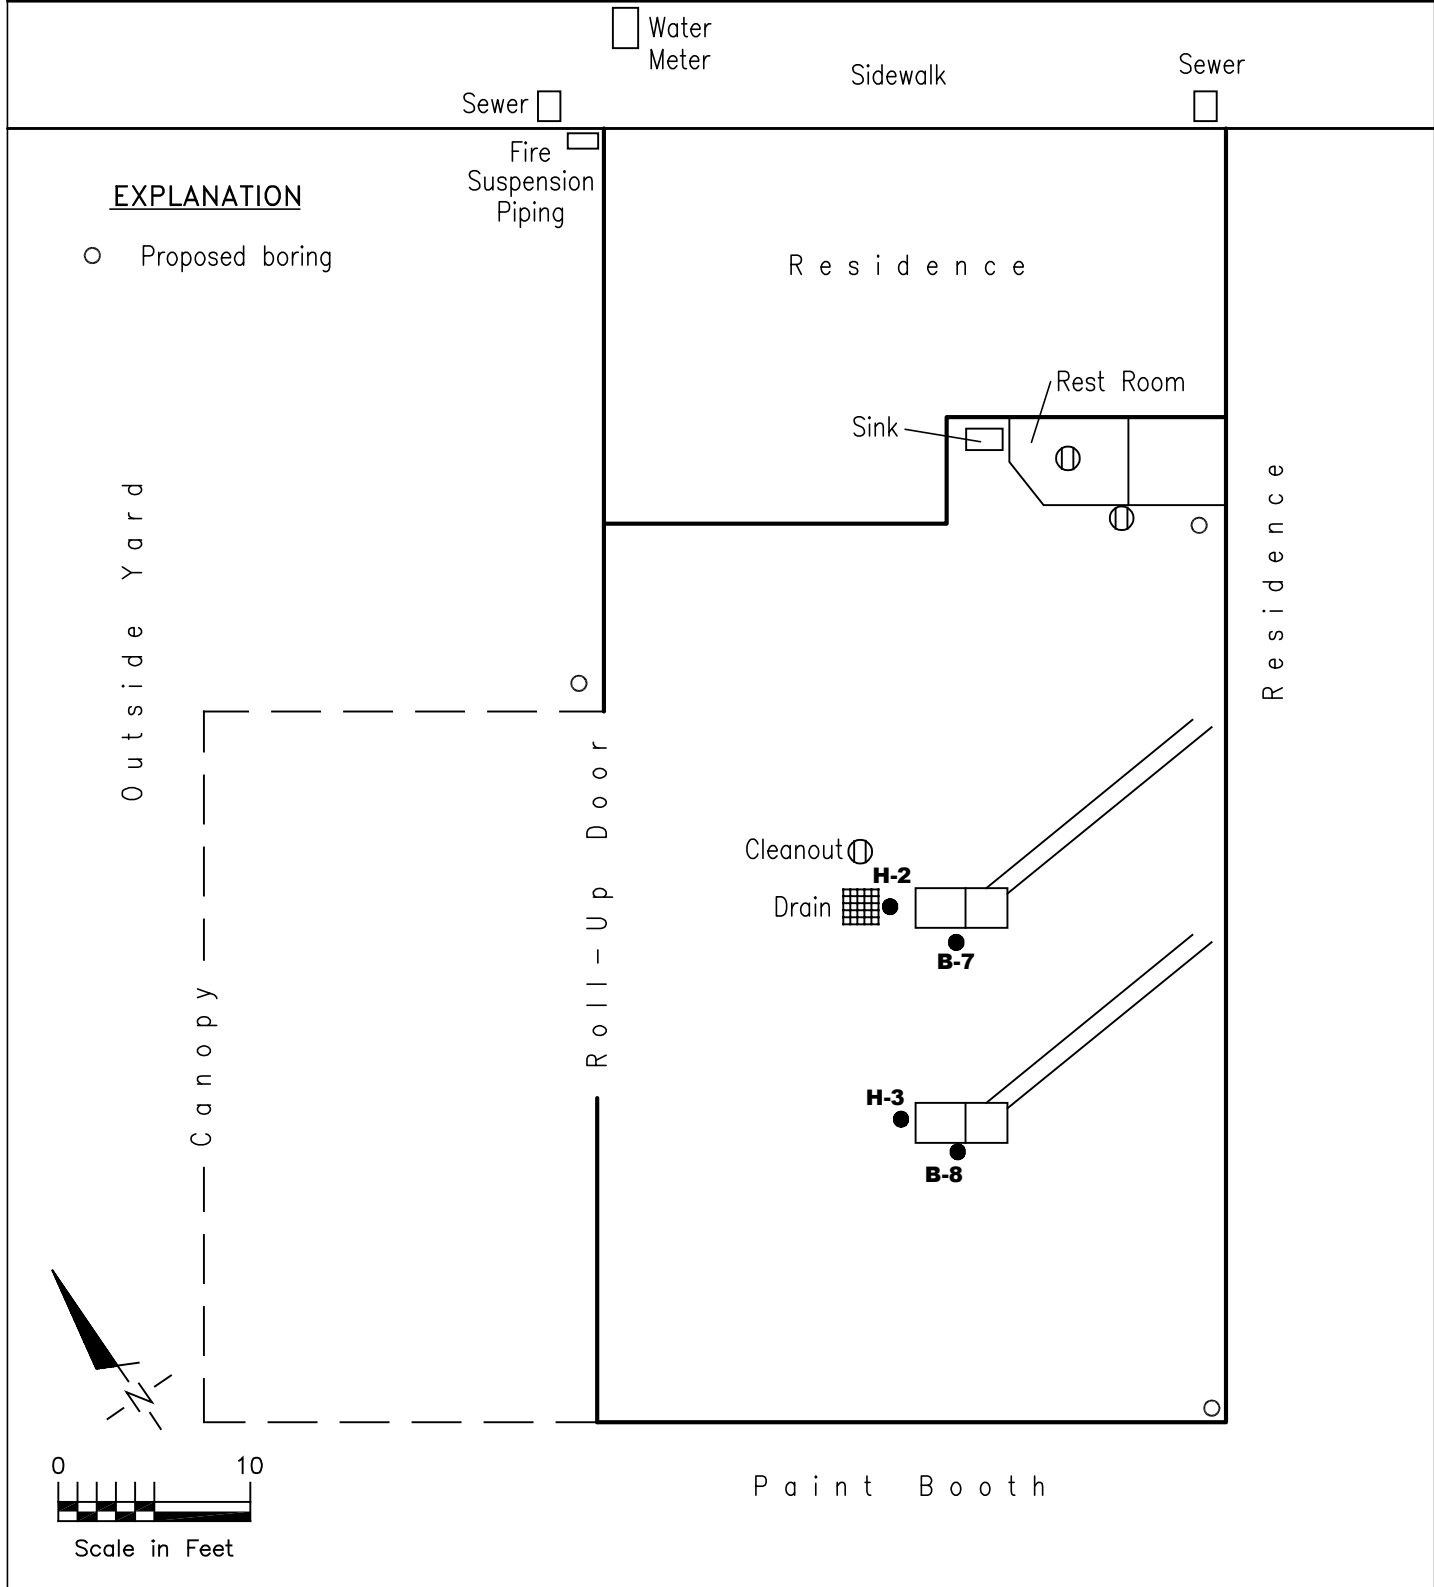 Water
Meter
Sidewalk
Sewer
Sewer
Fire
Suspension
Piping
EXPLANATION
Proposed boring
Residence
Rest Room
Sink
Residence
Outside Yard
Roll-Up Door
Cleanout
H-2
Drain
B-7
Canopy
H-3
B-8
N
0 10
Scale in Feet
Paint Booth